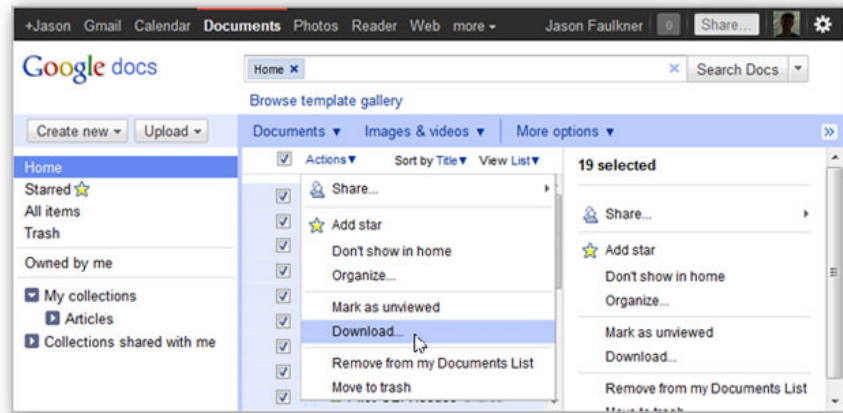 +Jason Gmail Calendar Documents Photos Reader Web more Jason Faulkner 0 Share...
Google docs
Home × Search Docs
Browse template gallery
Create new Upload
Documents Images & videos More options
Home
Starred
All items
Trash
Owned by me
My collections
Articles
Collections shared with me
Actions Sort by Title View List
Share...
Add star
Don't show in home
Organize...
Mark as unviewed
Download...
Remove from my Documents List
Move to trash
19 selected
Share...
Add star
Don't show in home
Organize...
Mark as unviewed
Download...
Remove from my Documents List
Move to trash